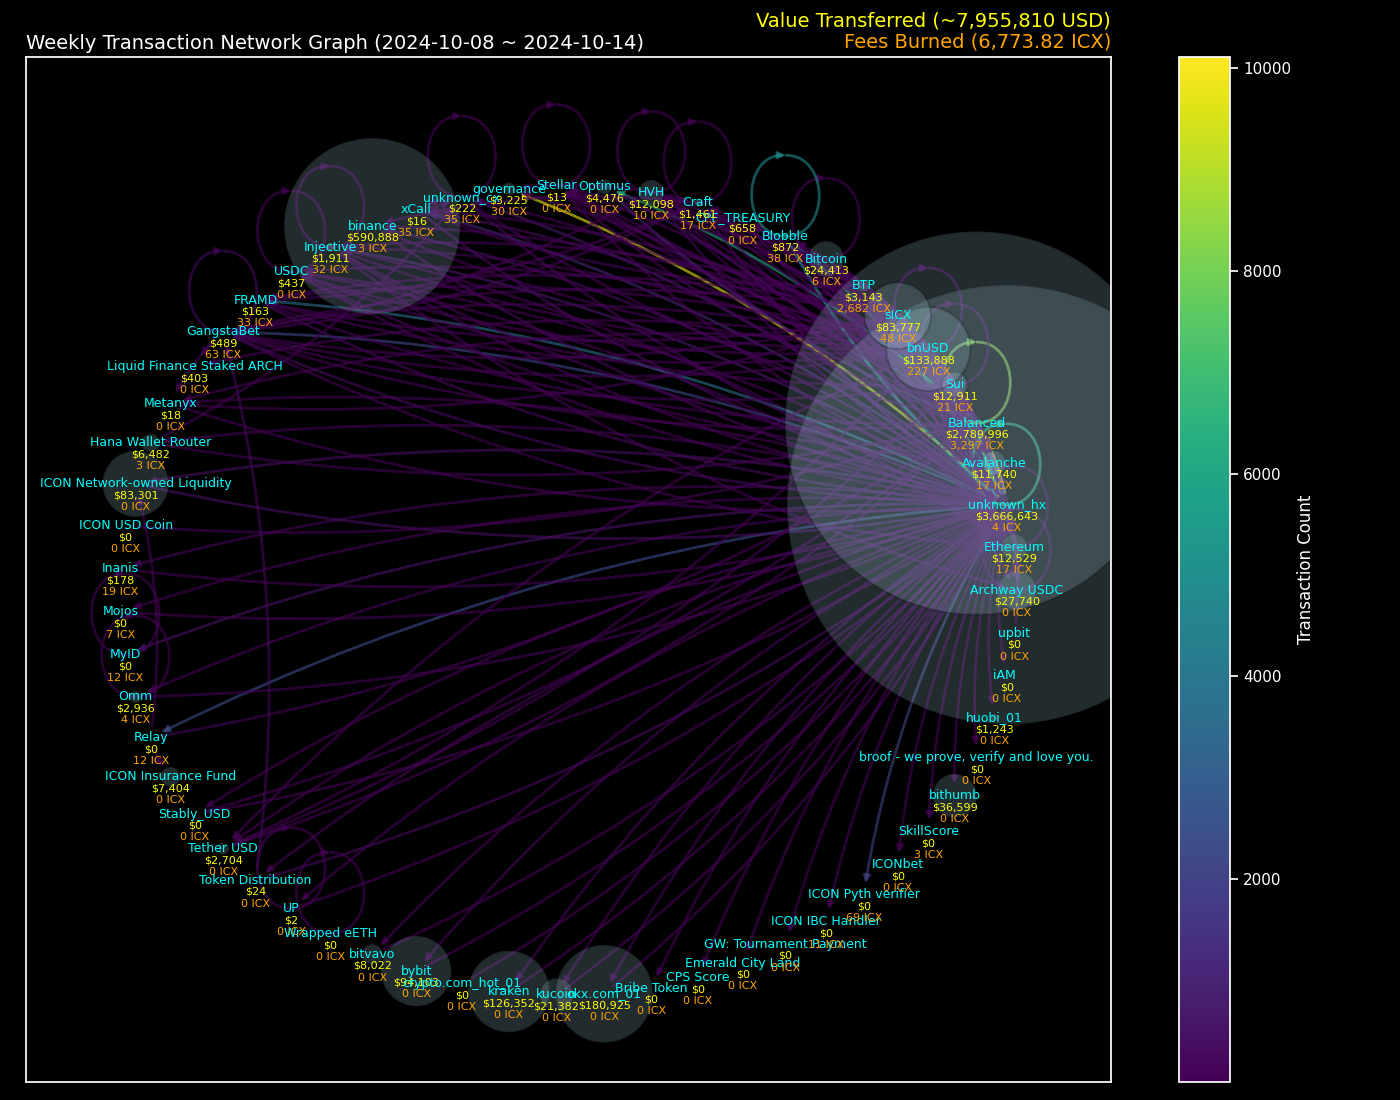 Value Transferred (~7,955,810 USD)
Weekly Transaction Network Graph (2024-10-08 ~ 2024-10-14)
Fees Burned (6,773.82 ICX)
governance
$3,225
30 ICX
Stellar
$13
0 ICX
Optimus
$4,476
0 ICX
HVH
$12,098
10 ICX
Craft
$1,461
17 ICX
unknown_cx
$222
35 ICX
xCall
$16
35 ICX
_TREASURY
$658
0 ICX
binance
$590,888
3 ICX
Blobble
$872
38 ICX
Injective
$1,911
32 ICX
Bitcoin
$24,413
6 ICX
USDC
$437
0 ICX
BTP
$3,143
2,682 ICX
FRAMD
$163
33 ICX
sICX
$83,777
48 ICX
GangstaBet
$489
63 ICX
bnUSD
$133,888
227 ICX
Liquid Finance Staked ARCH
$403
0 ICX
Sui
$12,911
21 ICX
Metanyx
$18
0 ICX
Balanced
$2,789,996
3,297 ICX
Hana Wallet Router
$6,482
3 ICX
Avalanche
$11,740
17 ICX
ICON Network-owned Liquidity
$83,301
0 ICX
unknown_hx
$3,666,643
4 ICX
ICON USD Coin
$0
0 ICX
Ethereum
$12,529
17 ICX
Inanis
$178
19 ICX
Archway USDC
$27,740
0 ICX
Mojos
$0
7 ICX
upbit
$0
0 ICX
MyID
$0
12 ICX
iAM
$0
0 ICX
Omm
$2,936
4 ICX
huobi_01
$1,243
0 ICX
Relay
$0
12 ICX
broof - we prove, verify and love you.
$0
0 ICX
ICON Insurance Fund
$7,404
0 ICX
bithumb
$36,599
0 ICX
Stably_USD
$0
0 ICX
SkillScore
$0
3 ICX
Tether USD
$2,704
0 ICX
ICONbet
$0
0 ICX
Token Distribution
$24
0 ICX
ICON Pyth verifier
$0
69 ICX
UP
$2
0 ICX
ICON IBC Handler
$0
Wrapped eETH
$0
0 ICX
GW: Tournament Payment
$0
0 ICX
bitvavo
$8,022
0 ICX
Emerald City Land
$0
0 ICX
bybit
0 ICX
CPS Score
$0
0 ICX
crypto.com_hot_01
$0
0 ICX
Bribe Token
$0
0 ICX
kraken
$126,352
0 ICX
kucoin
$21,382
0 ICX
okx.com_01
$180,925
0 ICX
10000
8000
6000
4000
2000
Transaction Count